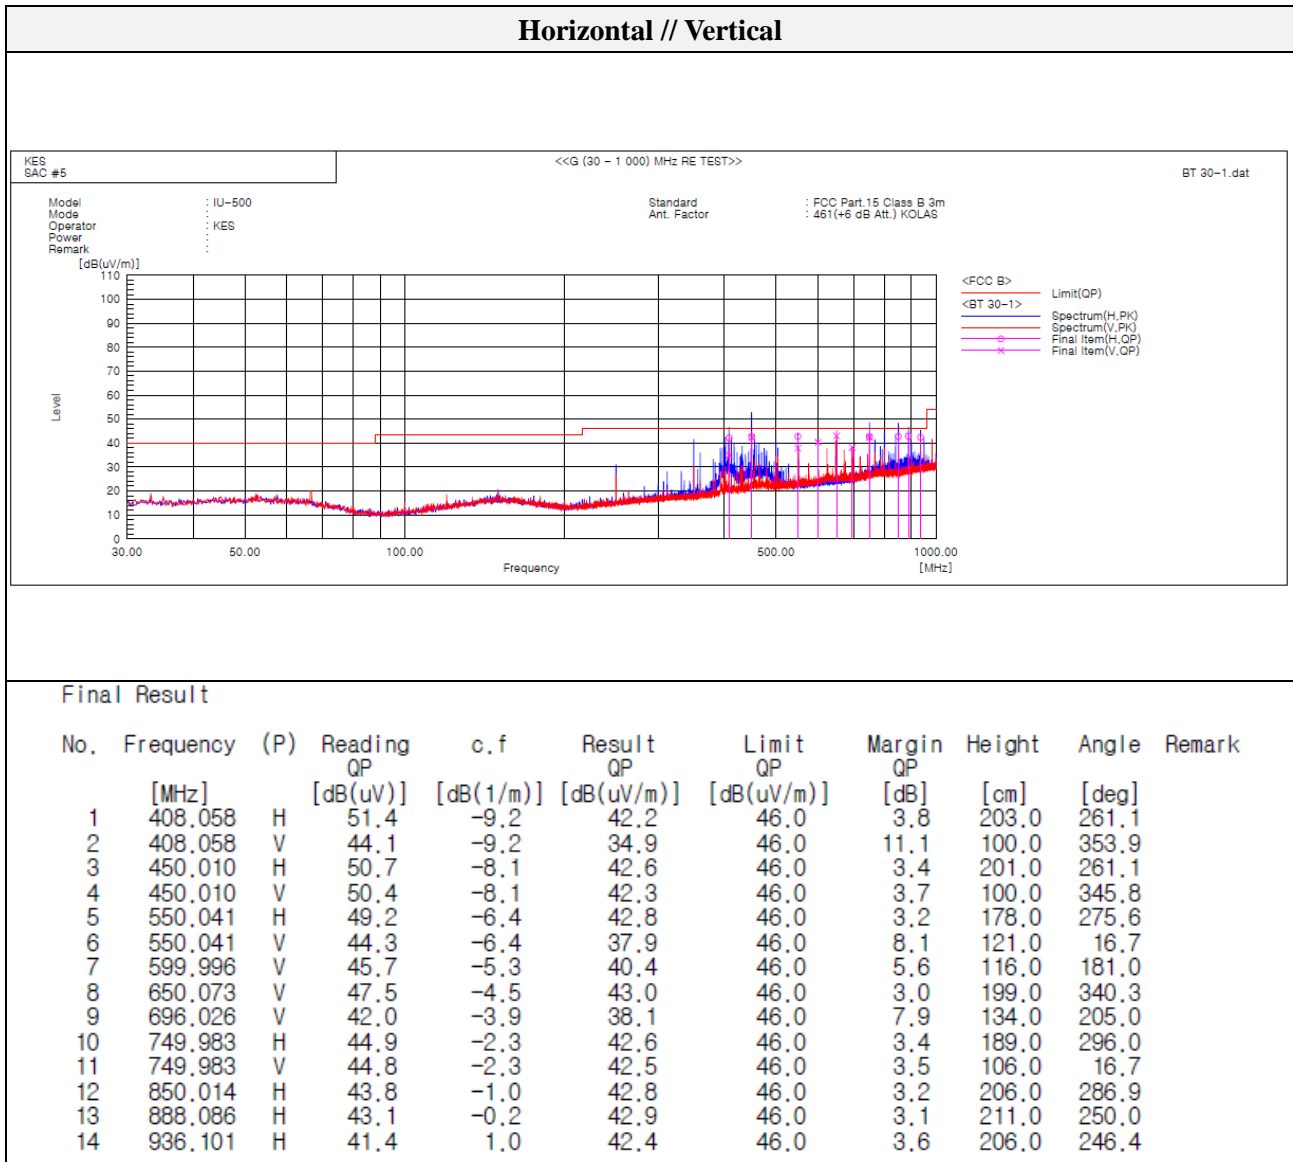 Horizontal // Vertical
KES
SAC #5
<<G (30 - 1 000) MHz RE TEST>>
BT 30-1.dat
Model : IU-500
Mode :
Operator : KES
Power :
Remark :
Standard : FCC Part.15 Class B 3m
Ant. Factor : 461(+6 dB Att.) KOLAS
[dB(uV/m)]
110
100
90
80
70
60
50
40
30
20
10
0
Level
30.00 50.00 100.00 500.00 1000.00
Frequency
[MHz]
<FCC B>
Limit(QP)
<BT 30-1>
Spectrum(H,PK)
Spectrum(V,PK)
Final Item(H,QP)
Final Item(V,QP)
Final Result
No. Frequency (P) Reading c.f Result Limit Margin Height Angle Remark
QP QP QP QP
[MHz] [dB(uV)] [dB(1/m)] [dB(uV/m)] [dB(uV/m)] [dB] [cm] [deg]
1 408.058 H 51.4 -9.2 42.2 46.0 3.8 203.0 261.1
2 408.058 V 44.1 -9.2 34.9 46.0 11.1 100.0 353.9
3 450.010 H 50.7 -8.1 42.6 46.0 3.4 201.0 261.1
4 450.010 V 50.4 -8.1 42.3 46.0 3.7 100.0 345.8
5 550.041 H 49.2 -6.4 42.8 46.0 3.2 178.0 275.6
6 550.041 V 44.3 -6.4 37.9 46.0 8.1 121.0 16.7
7 599.996 V 45.7 -5.3 40.4 46.0 5.6 116.0 181.0
8 650.073 V 47.5 -4.5 43.0 46.0 3.0 199.0 340.3
9 696.026 V 42.0 -3.9 38.1 46.0 7.9 134.0 205.0
10 749.983 H 44.9 -2.3 42.6 46.0 3.4 189.0 296.0
11 749.983 V 44.8 -2.3 42.5 46.0 3.5 106.0 16.7
12 850.014 H 43.8 -1.0 42.8 46.0 3.2 206.0 286.9
13 888.086 H 43.1 -0.2 42.9 46.0 3.1 211.0 250.0
14 936.101 H 41.4 1.0 42.4 46.0 3.6 206.0 246.4